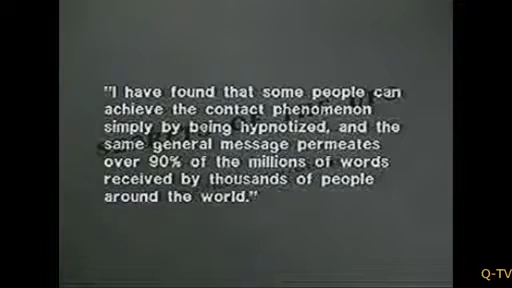 "I have found that some people can
achieve the contact phenomenon
simply by being hypnotized, and the
same general message permeates
over 90% of the millions of words
received by thousands of people
around the world."
Q-TV